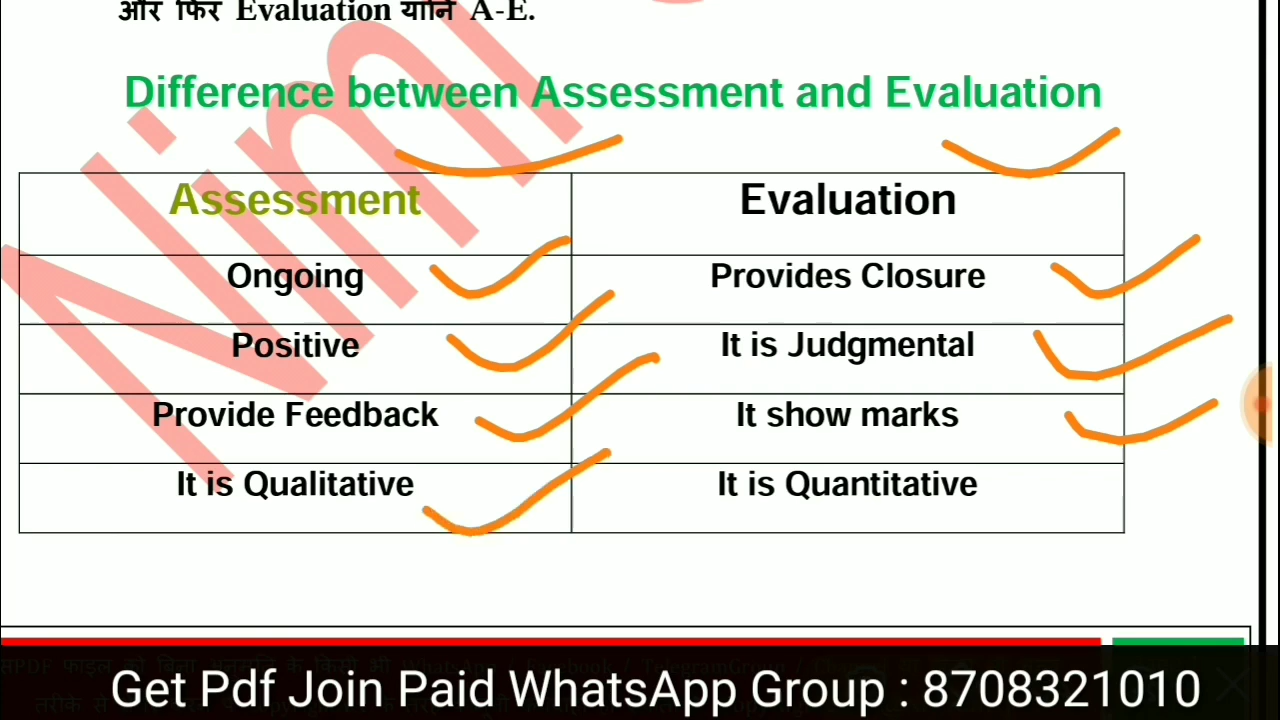 और फिर Evaluation यानि A-E.
Difference between Assessment and Evaluation
Assessment Evaluation
Ongoing Provides Closure
Positive It is Judgmental
Provide Feedback It show marks
It is Qualitative It is Quantitative
Get Pdf Join Paid WhatsApp Group : 8708321010